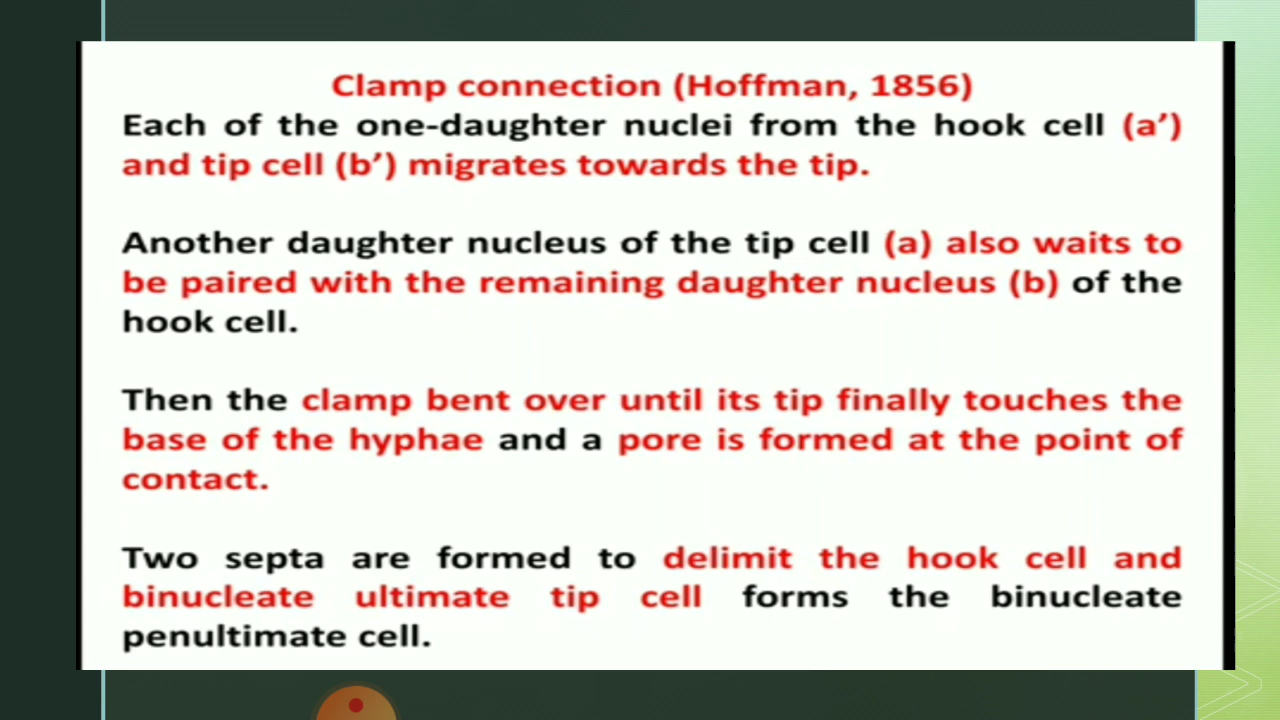 Clamp connection (Hoffman, 1856)
Each of the one-daughter nuclei from the hook cell (a’)
and tip cell (b’) migrates towards the tip.
Another daughter nucleus of the tip cell (a) also waits to
be paired with the remaining daughter nucleus (b) of the
hook cell.
Then the clamp bent over until its tip finally touches the
base of the hyphae and a pore is formed at the point of
contact.
Two septa are formed to delimit the hook cell and
binucleate ultimate tip cell forms the binucleate
penultimate cell.